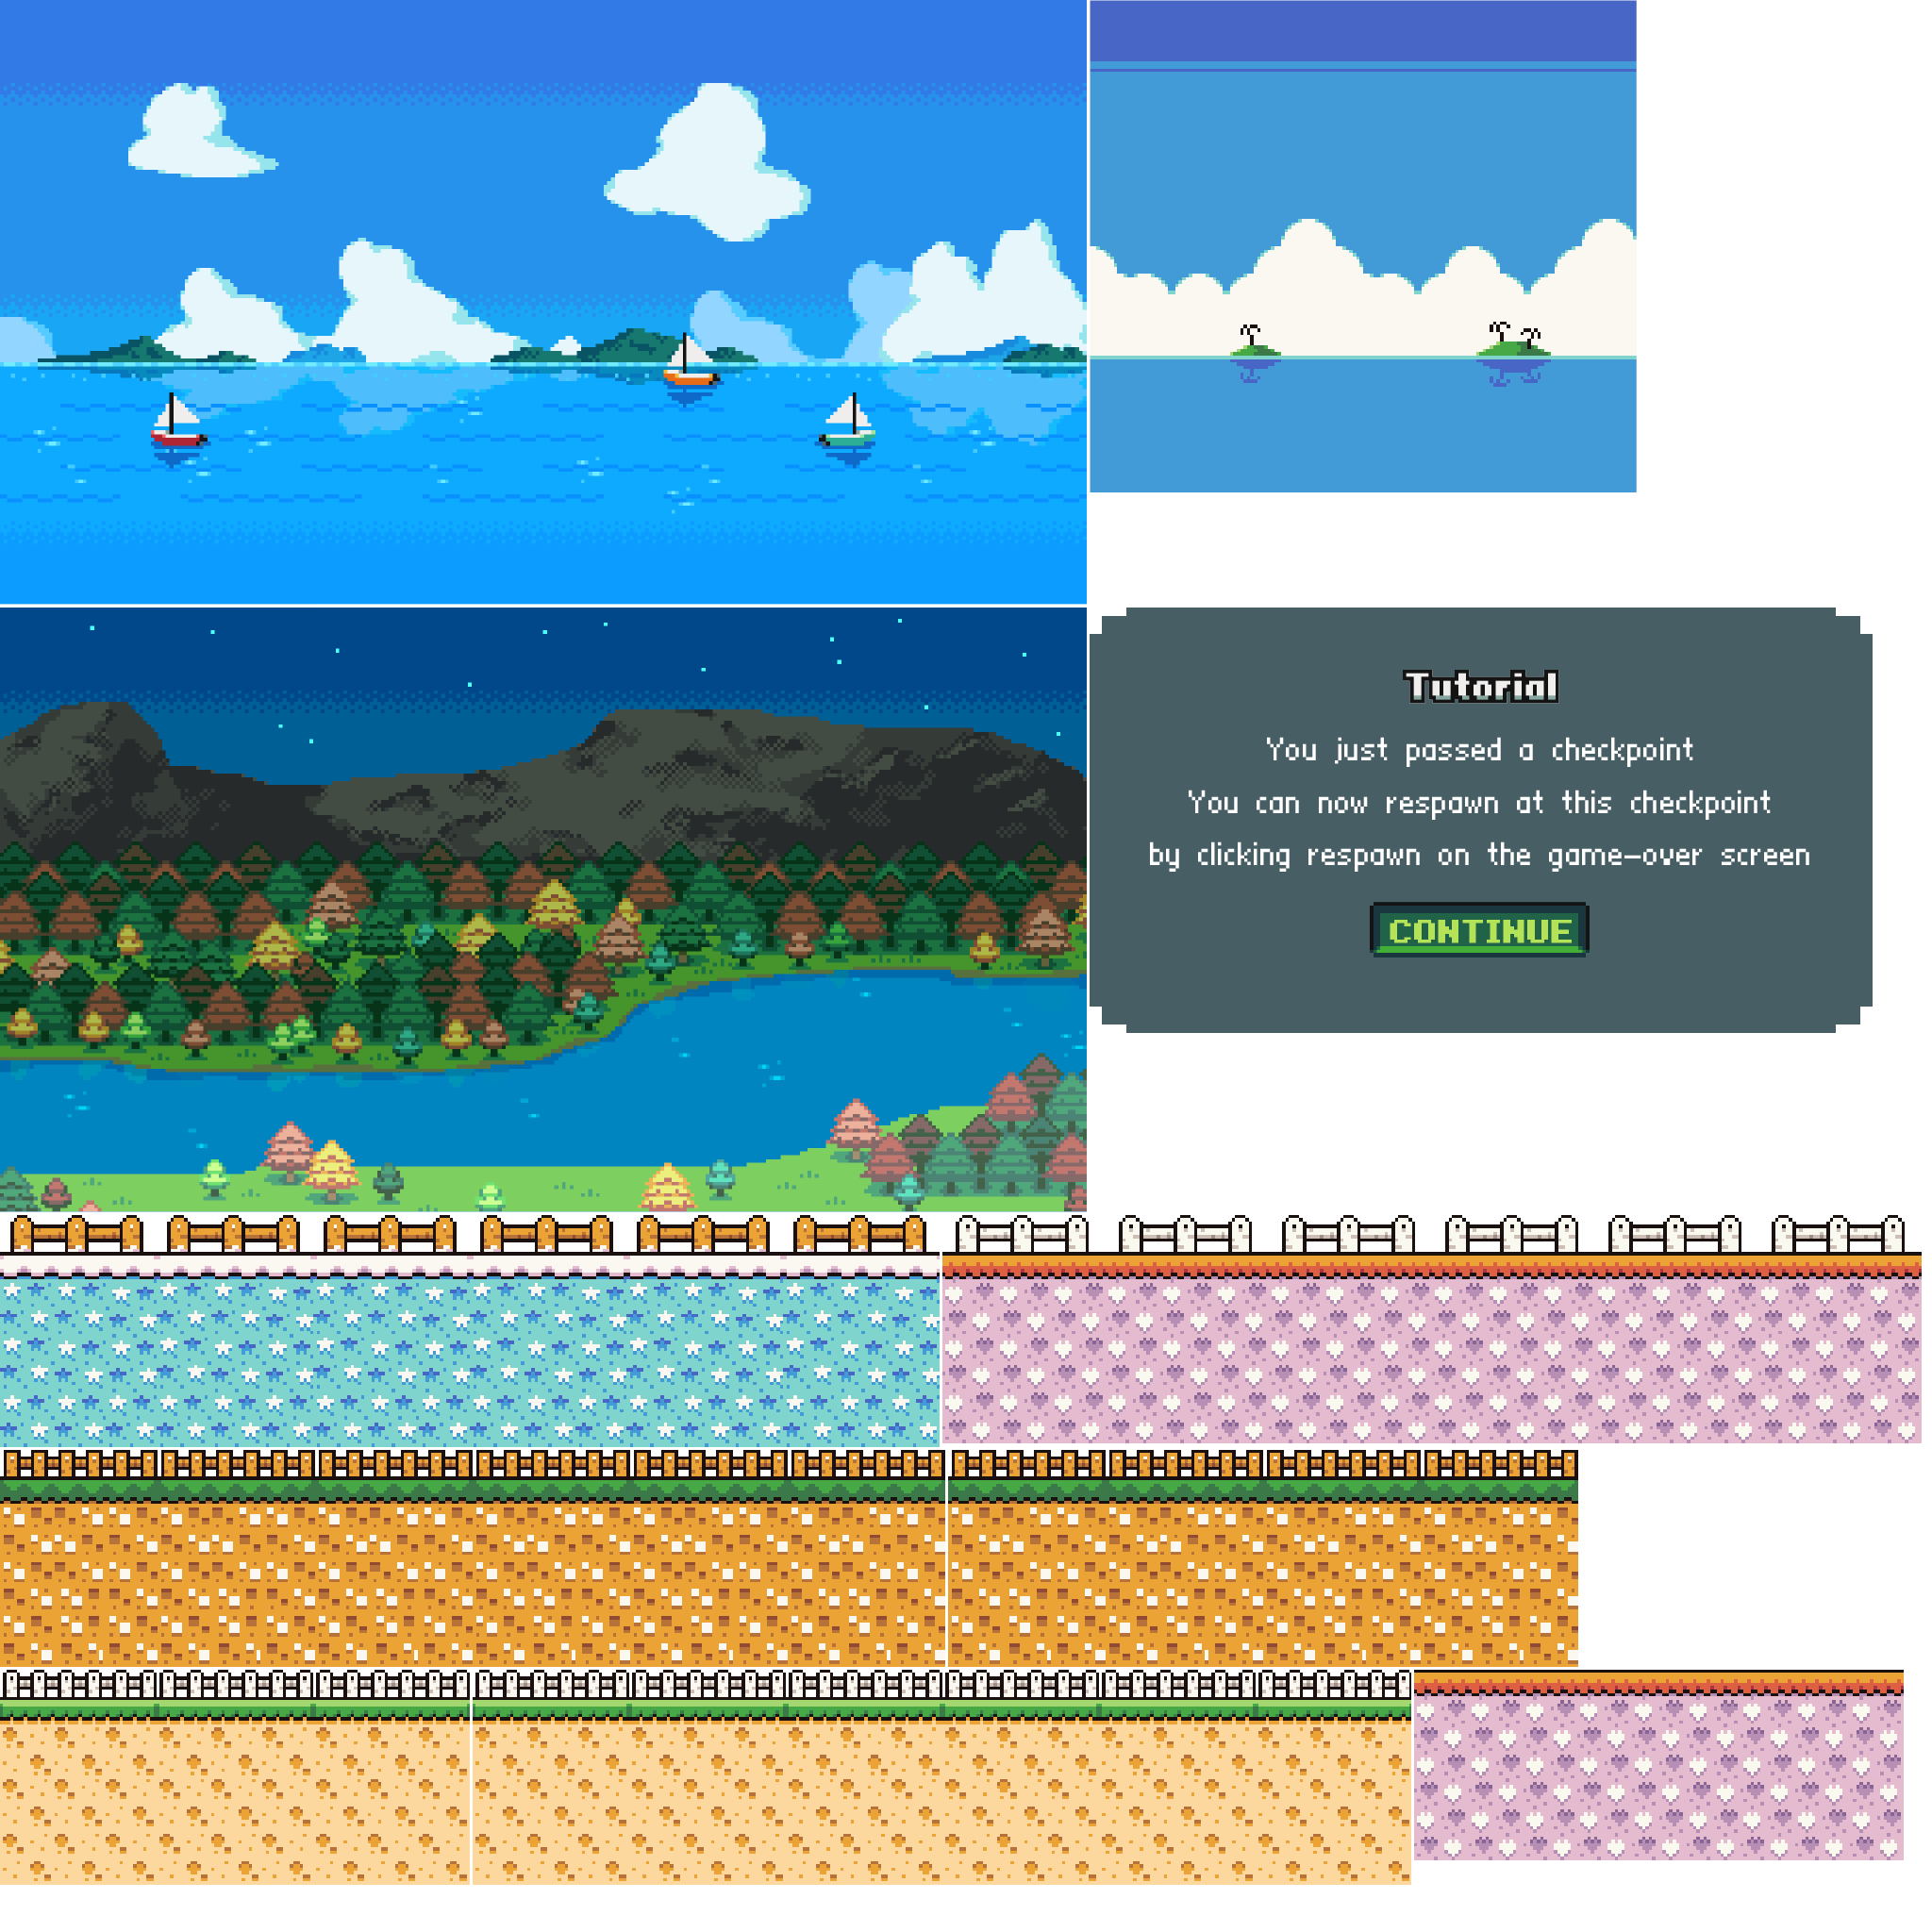 Tutorial
You just passed a checkpoint
You can now respawn at this checkpoint
by clicking respawn on the game-over screen
CONTINUE